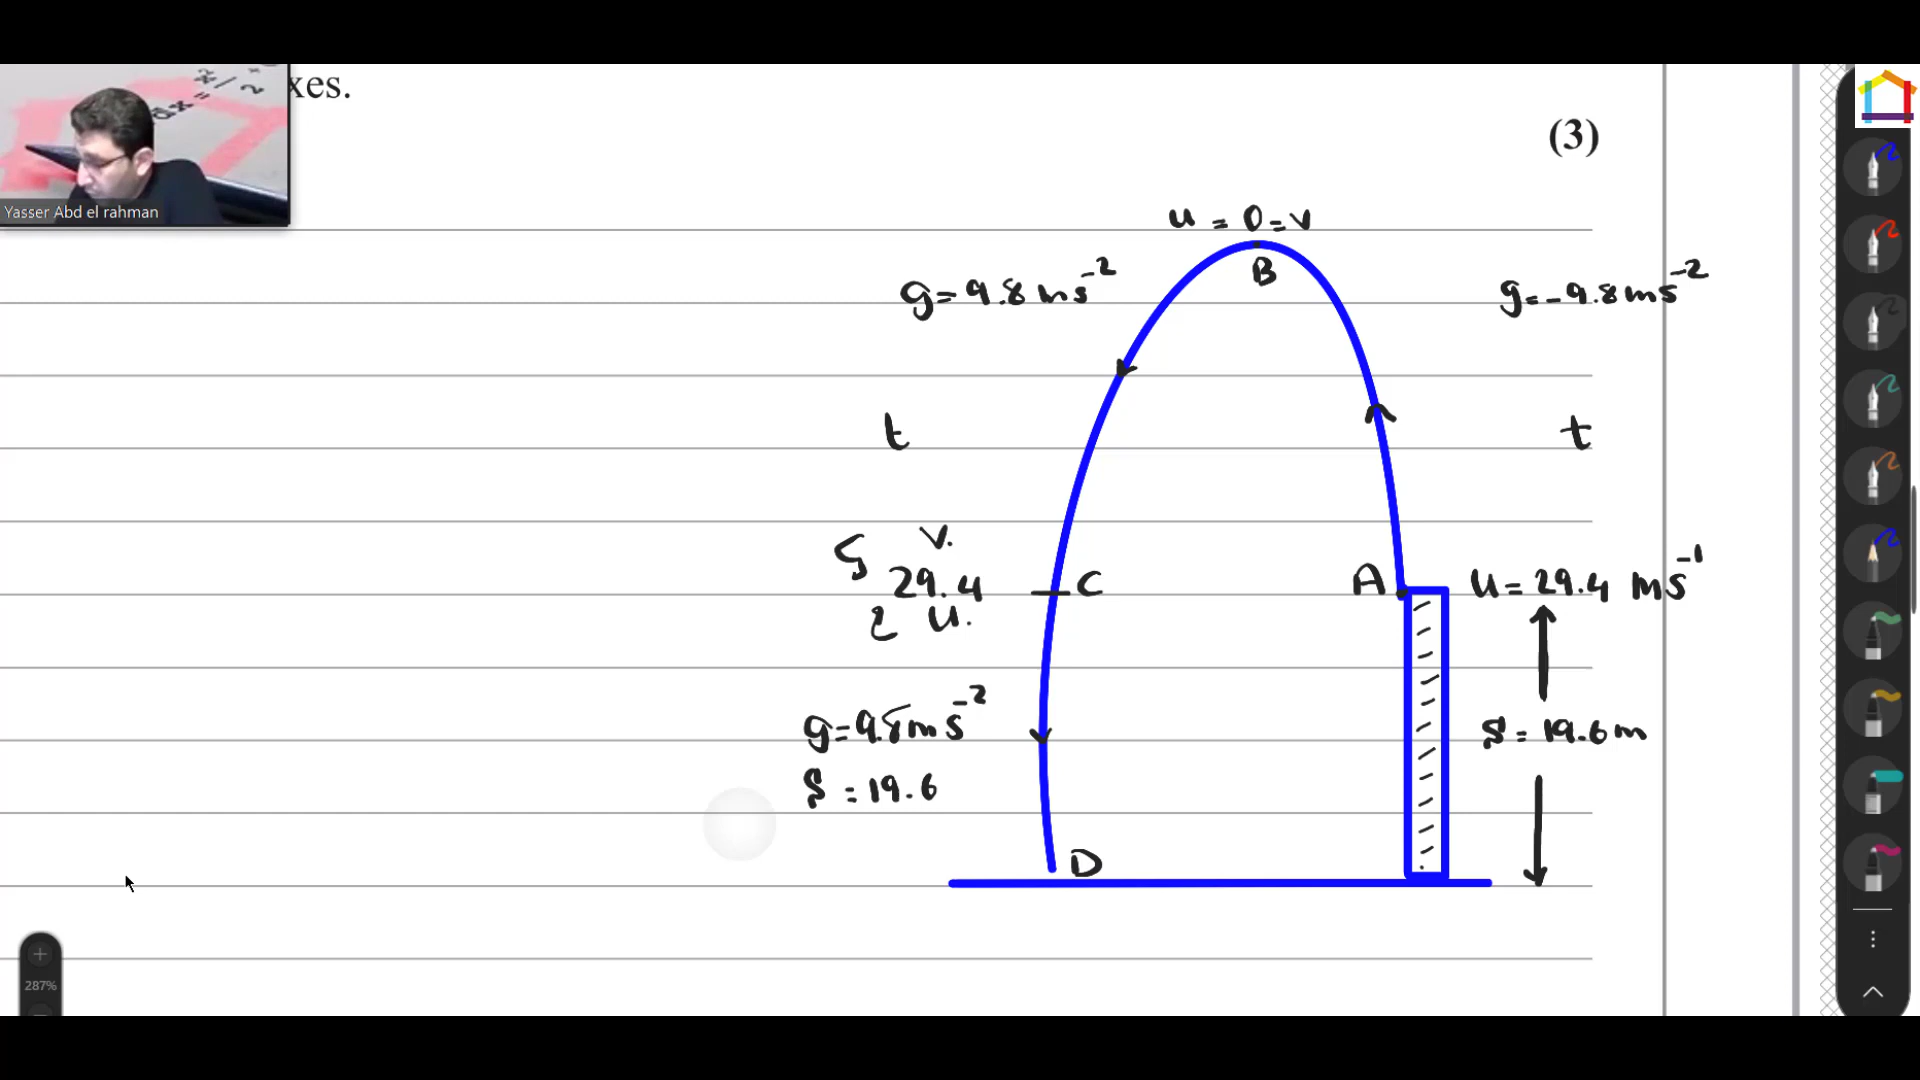 xes.
(3)
Yasser Abd el rahman
u = 0 = v
B
g = 9.8 ms⁻²
g = -9.8 ms⁻²
t
t
v.
29.4
u.
C
A
u = 29.4 ms⁻¹
g = 9.8 ms⁻²
S = 19.6 m
S = 19.6
D
287%